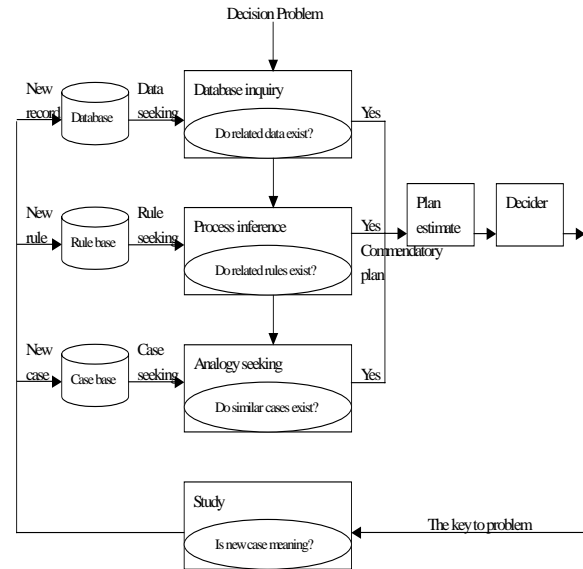 Decision Problem
New
record
Database
Data
seeking
Database inquiry
Do related data exist?
Yes
New
rule
Rule base
Rule
seeking
Process inference
Do related rules exist?
Yes
Commendatory
plan
Plan
estimate
Decider
New
case
Case base
Case
seeking
Analogy seeking
Do similar cases exist?
Yes
Study
Is new case meaning?
The key to problem